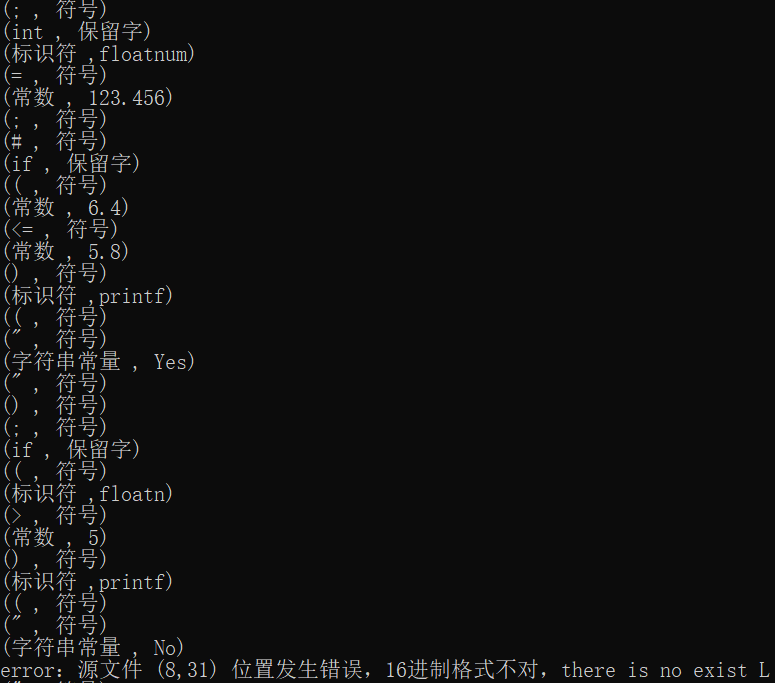 (; , 符号)
(int , 保留字)
(标识符 ,floatnum)
(= , 符号)
(常数 , 123.456)
(; , 符号)
(# , 符号)
(if , 保留字)
(( , 符号)
(常数 , 6.4)
(<= , 符号)
(常数 , 5.8)
() , 符号)
(标识符 ,printf)
(( , 符号)
(" , 符号)
(字符串常量 , Yes)
(" , 符号)
() , 符号)
(; , 符号)
(if , 保留字)
(( , 符号)
(标识符 ,floatn)
(> , 符号)
(常数 , 5)
() , 符号)
(标识符 ,printf)
(( , 符号)
(" , 符号)
(字符串常量 , No)
error: 源文件 (8,31) 位置发生错误，16进制格式不对，there is no exist L
(" , 符号)